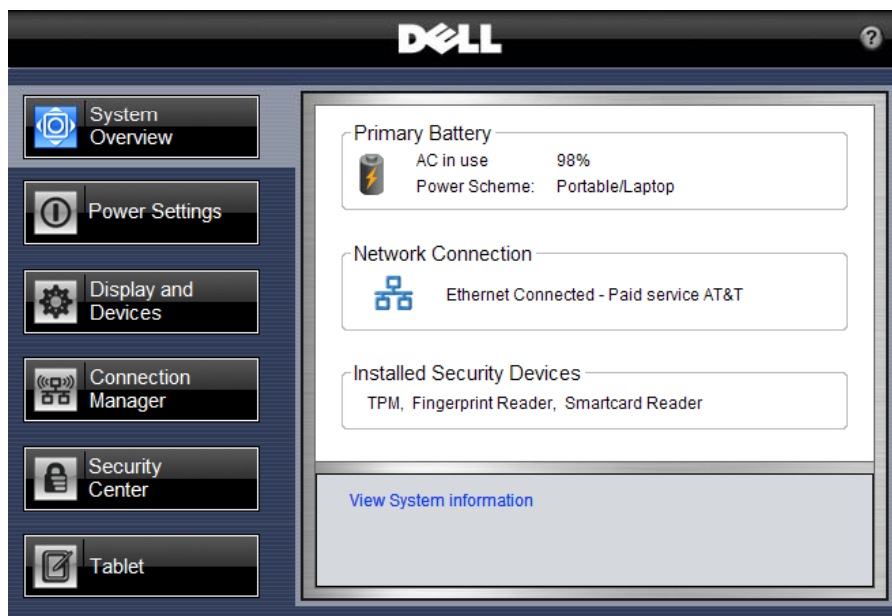 DELL
?
System
Overview
Power Settings
Display and
Devices
Connection
Manager
Security
Center
Tablet
Primary Battery
AC in use 98%
Power Scheme: Portable/Laptop
Network Connection
Ethernet Connected - Paid service AT&T
Installed Security Devices
TPM, Fingerprint Reader, Smartcard Reader
View System information